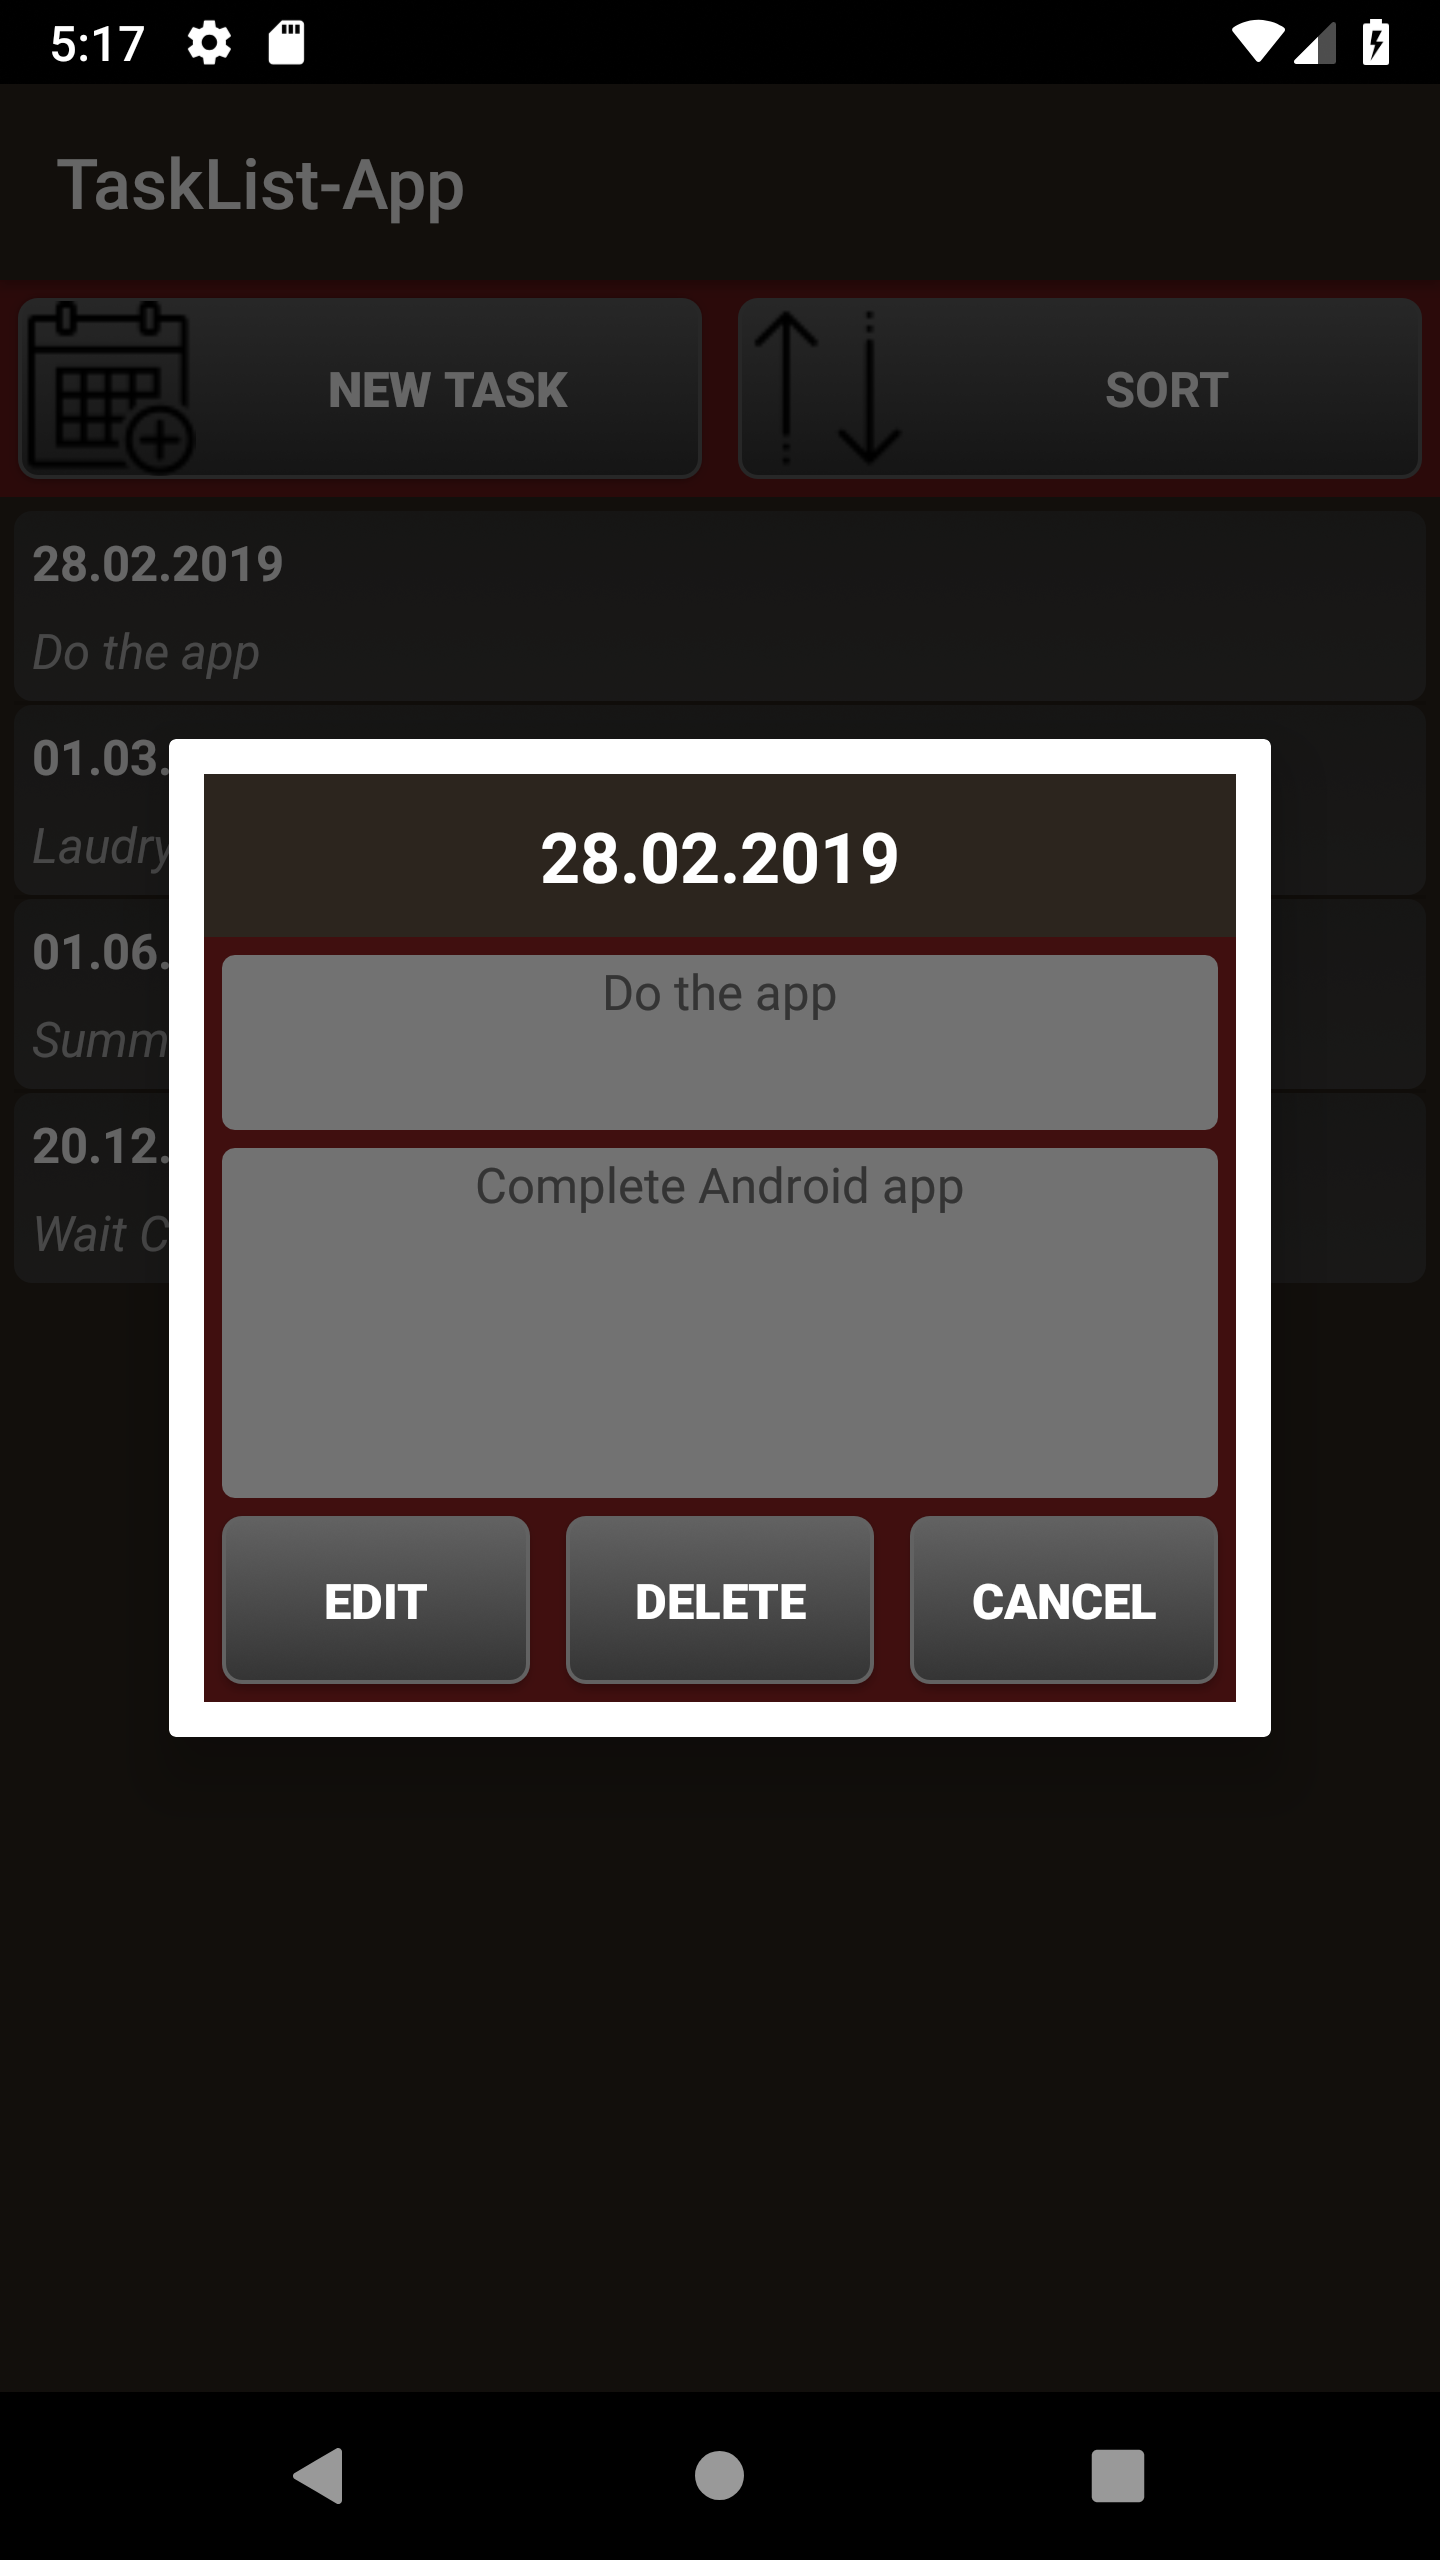 5:17
TaskList-App
NEW TASK
SORT
28.02.2019
Do the app
01.03.
Laudry
01.06.
Summ
20.12.
Wait C
28.02.2019
Do the app
Complete Android app
EDIT
DELETE
CANCEL